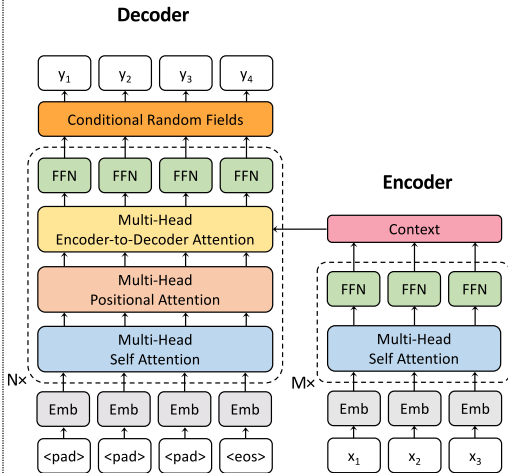 Decoder
y1 y2 y3 y4
Conditional Random Fields
FFN FFN FFN FFN
Multi-Head
Encoder-to-Decoder Attention
Multi-Head
Positional Attention
Multi-Head
Self Attention
N×
Emb Emb Emb Emb
<pad> <pad> <pad> <eos>
Encoder
Context
FFN FFN FFN
Multi-Head
Self Attention
M×
Emb Emb Emb
x1 x2 x3